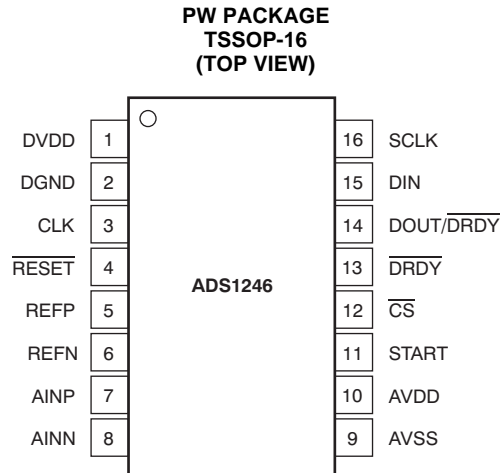 PW PACKAGE
TSSOP-16
(TOP VIEW)
DVDD 1 16 SCLK
DGND 2 15 DIN
CLK 3 14 DOUT/DRDY
RESET 4 13 DRDY
ADS1246
REFP 5 12 CS
REFN 6 11 START
AINP 7 10 AVDD
AINN 8 9 AVSS